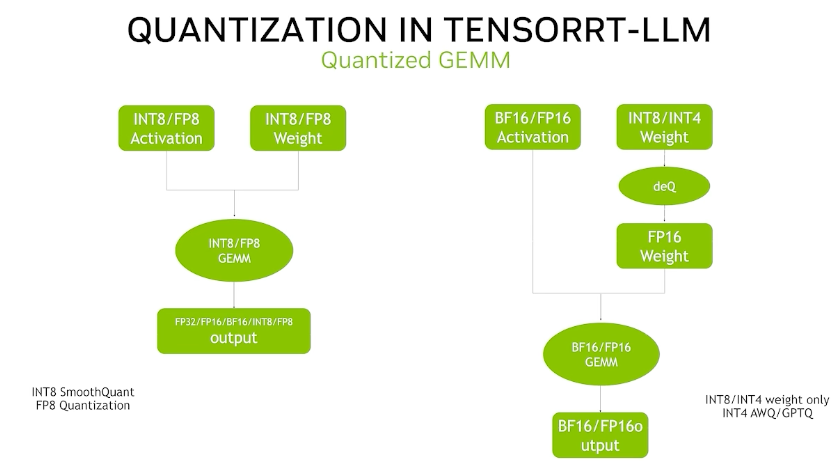 QUANTIZATION IN TENSORRT-LLM
Quantized GEMM
INT8/FP8
Activation
INT8/FP8
Weight
INT8/FP8
GEMM
FP32/FP16/BF16/INT8/FP8
output
INT8 SmoothQuant
FP8 Quantization
BF16/FP16
Activation
INT8/INT4
Weight
deQ
FP16
Weight
BF16/FP16
GEMM
BF16/FP16o
utput
INT8/INT4 weight only
INT4 AWQ/GPTQ